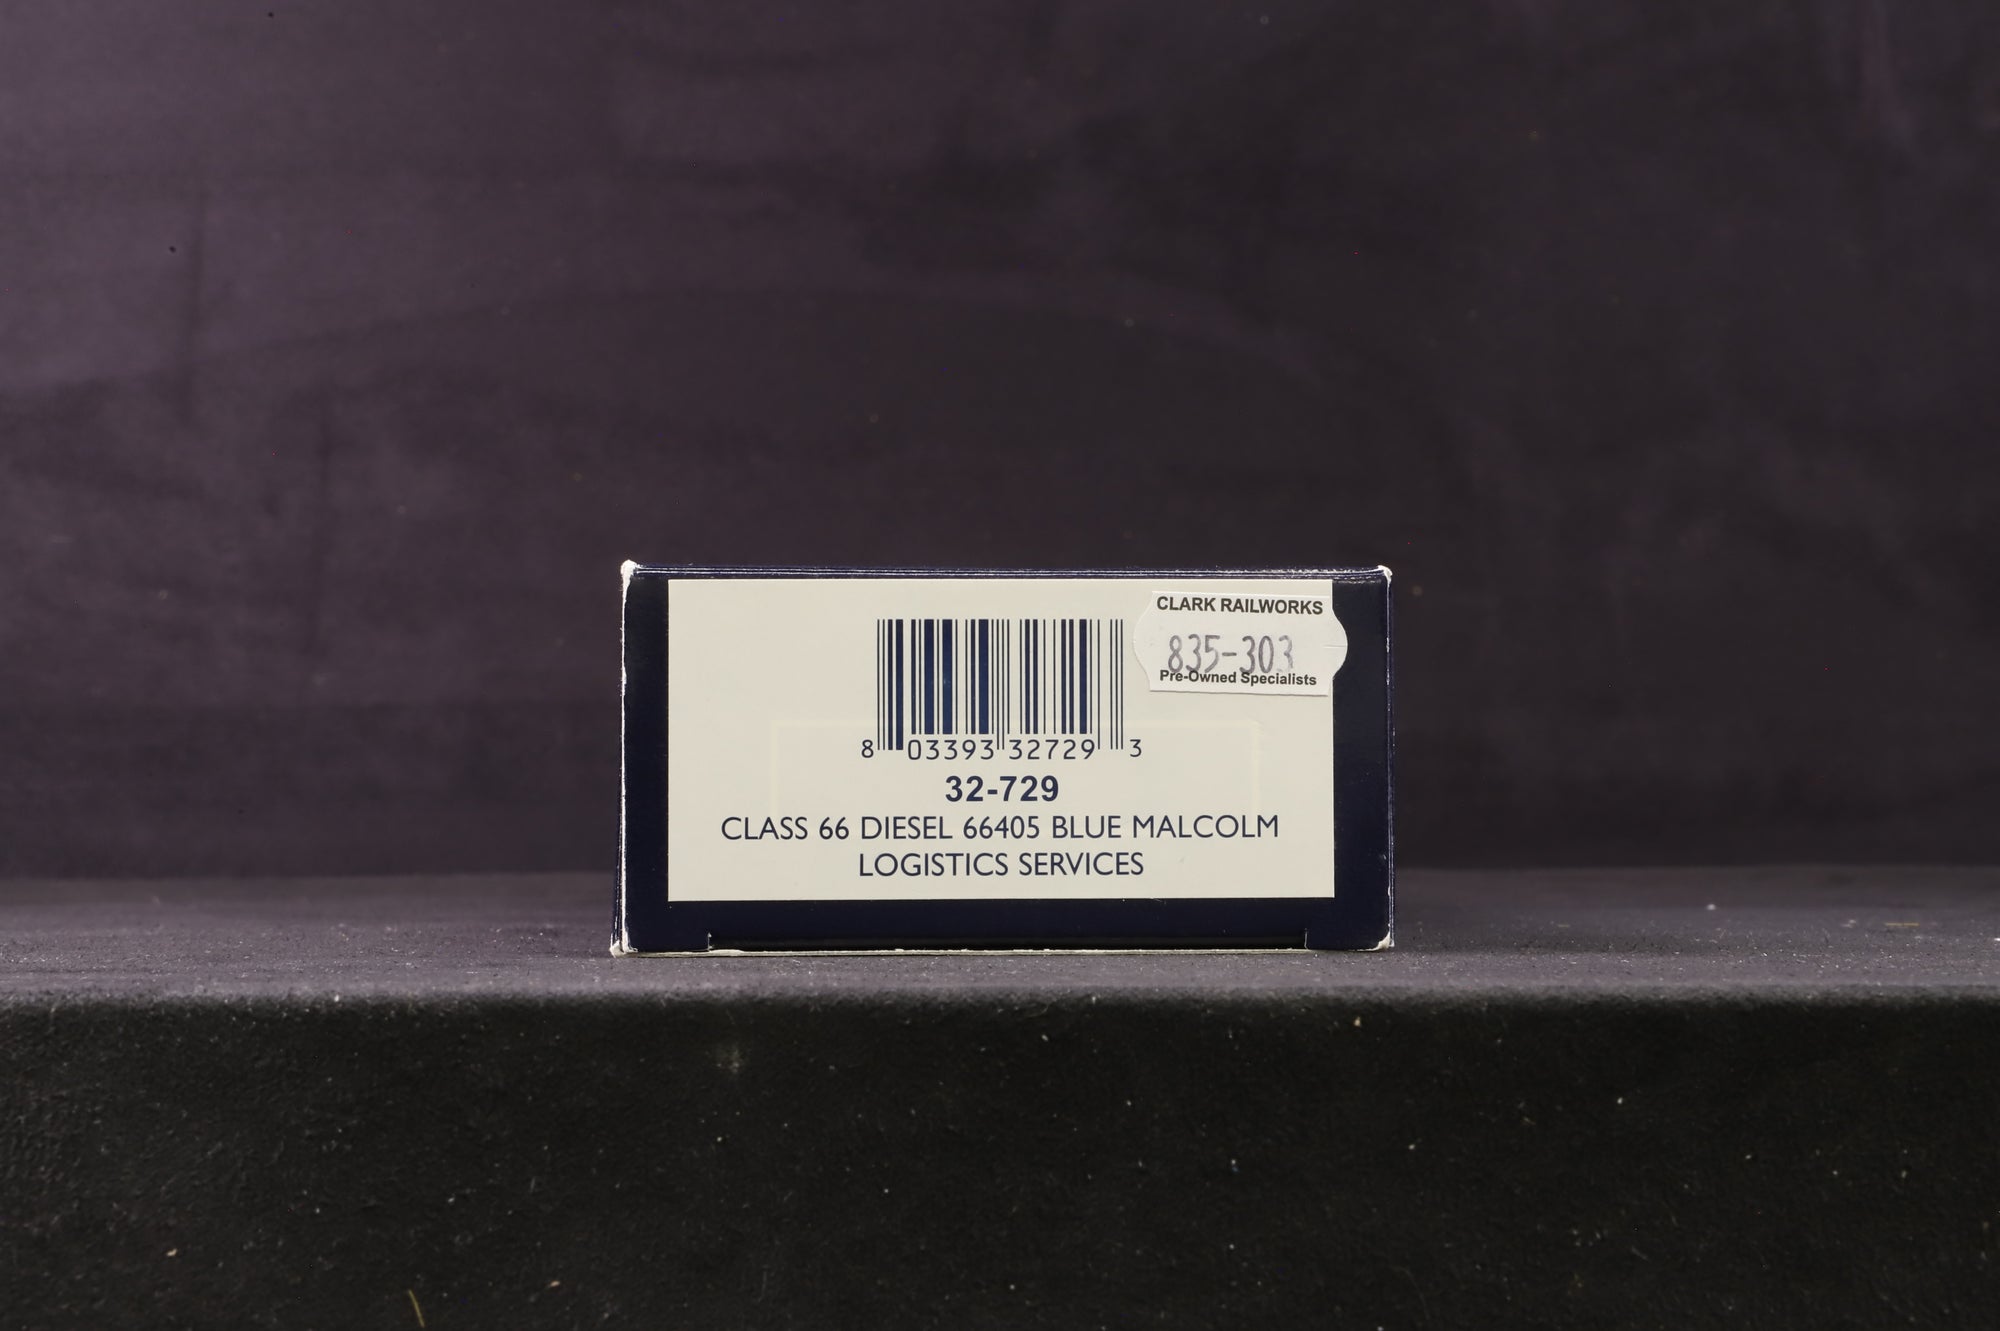 CLARK RAILWORKS
835-303
Pre-Owned Specialists
8 03393 32729 3
32-729
CLASS 66 DIESEL 66405 BLUE MALCOLM
LOGISTICS SERVICES